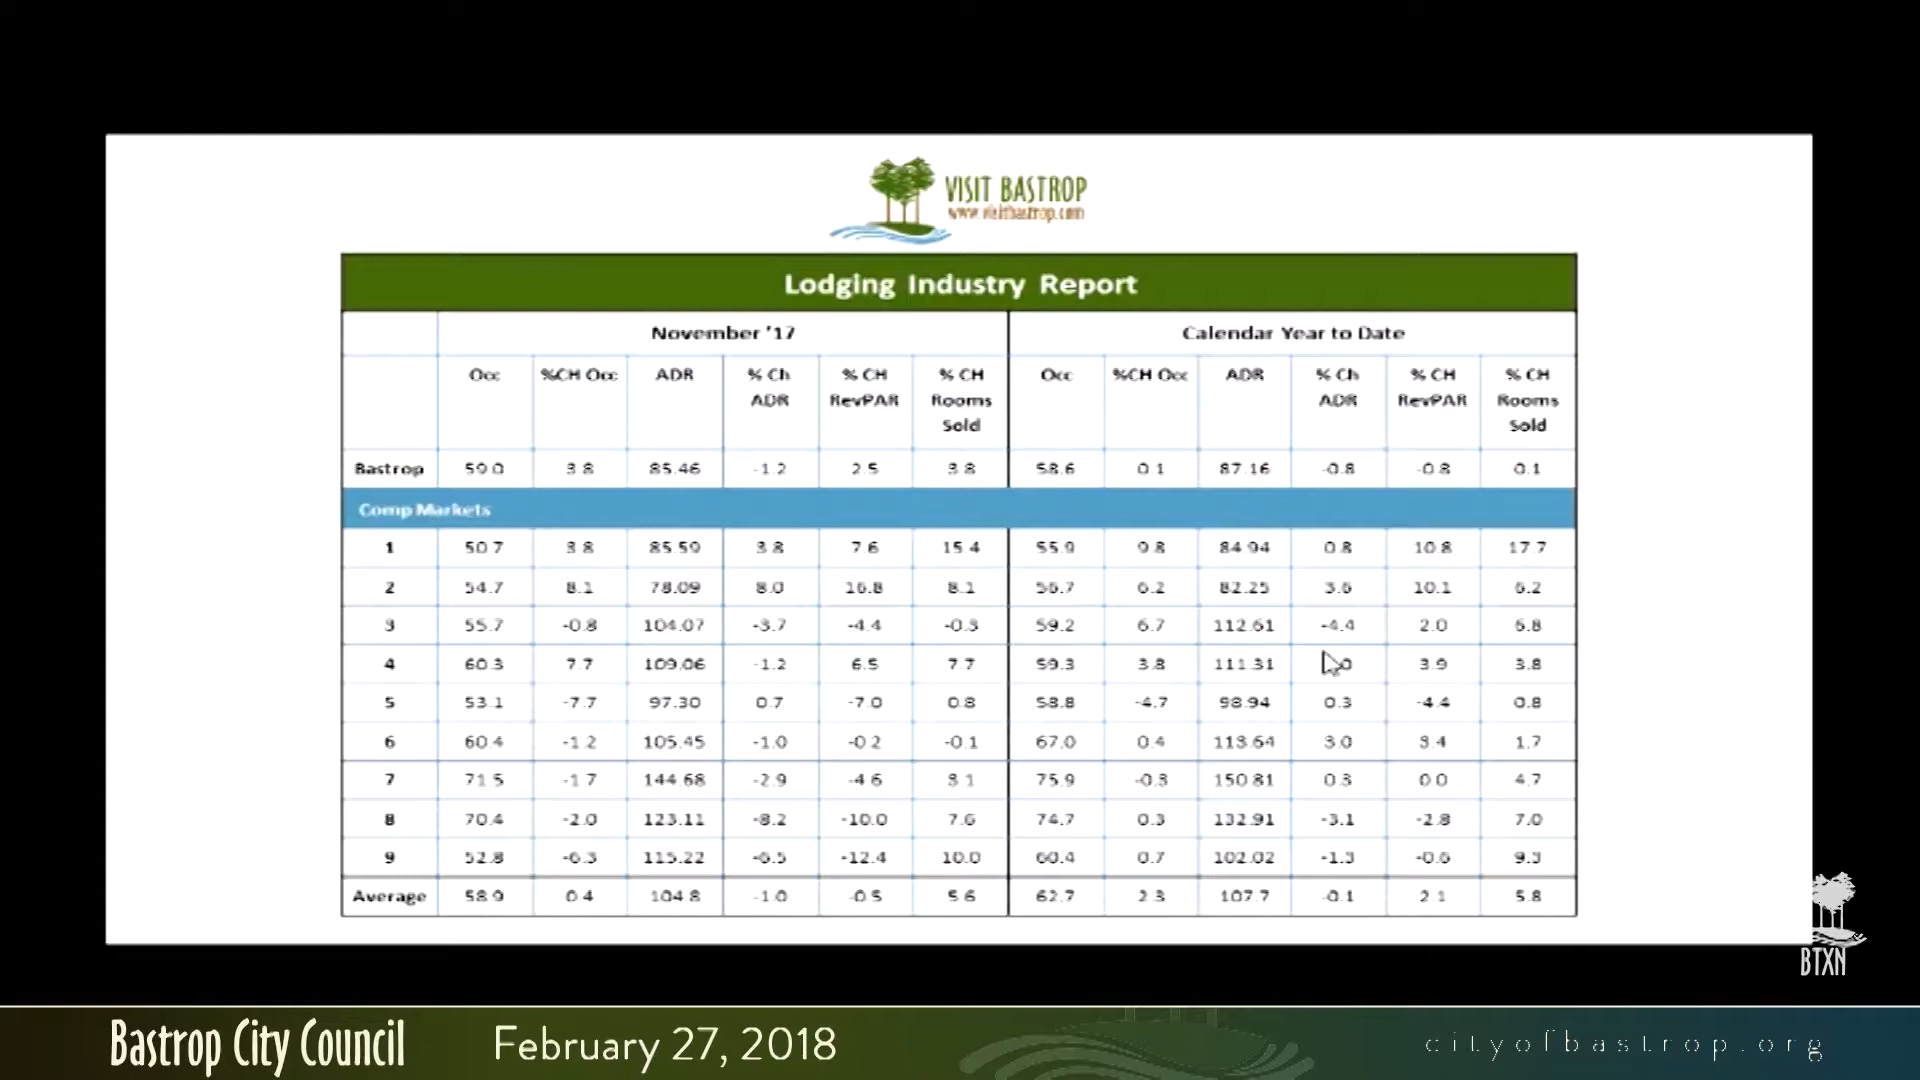 VISIT BASTROP
www.visitbastrop.com
Lodging Industry Report
November '17 Calendar Year to Date
Occ %CH Occ ADR % Ch ADR % CH RevPAR % CH Rooms Sold Occ %CH Occ ADR % Ch ADR % CH RevPAR % CH Rooms Sold
Bastrop 59.0 3.8 85.46 -1.2 2.5 3.8 58.6 0.1 87.16 -0.8 -0.8 0.1
Comp Markets
1 50.7 3.8 85.59 3.8 7.6 15.4 55.9 9.8 84.94 0.8 10.8 17.7
2 54.7 8.1 78.09 8.0 16.8 8.1 56.7 6.2 82.25 3.6 10.1 6.2
3 55.7 -0.8 104.07 -3.7 -4.4 -0.3 59.2 6.7 112.61 -4.4 2.0 6.8
4 60.3 7.7 109.06 -1.2 6.5 7.7 59.3 3.8 111.31 3.9 3.8
5 53.1 -7.7 97.30 0.7 -7.0 0.8 58.8 -4.7 98.94 0.3 -4.4 0.8
6 60.4 -1.2 105.45 -1.0 -0.2 -0.1 67.0 0.4 113.64 3.0 3.4 1.7
7 71.5 -1.7 144.68 -2.9 -4.6 3.1 75.9 -0.3 150.81 0.3 0.0 4.7
8 70.4 -2.0 123.11 -8.2 -10.0 7.6 74.7 0.3 132.91 -3.1 -2.8 7.0
9 52.8 -6.3 115.22 -6.5 -12.4 10.0 60.4 0.7 102.02 -1.3 -0.6 9.3
Average 58.9 0.4 104.8 -1.0 -0.5 5.6 62.7 2.3 107.7 -0.1 2.1 5.8
BTXN
Bastrop City Council February 27, 2018 cityofbastrop.org